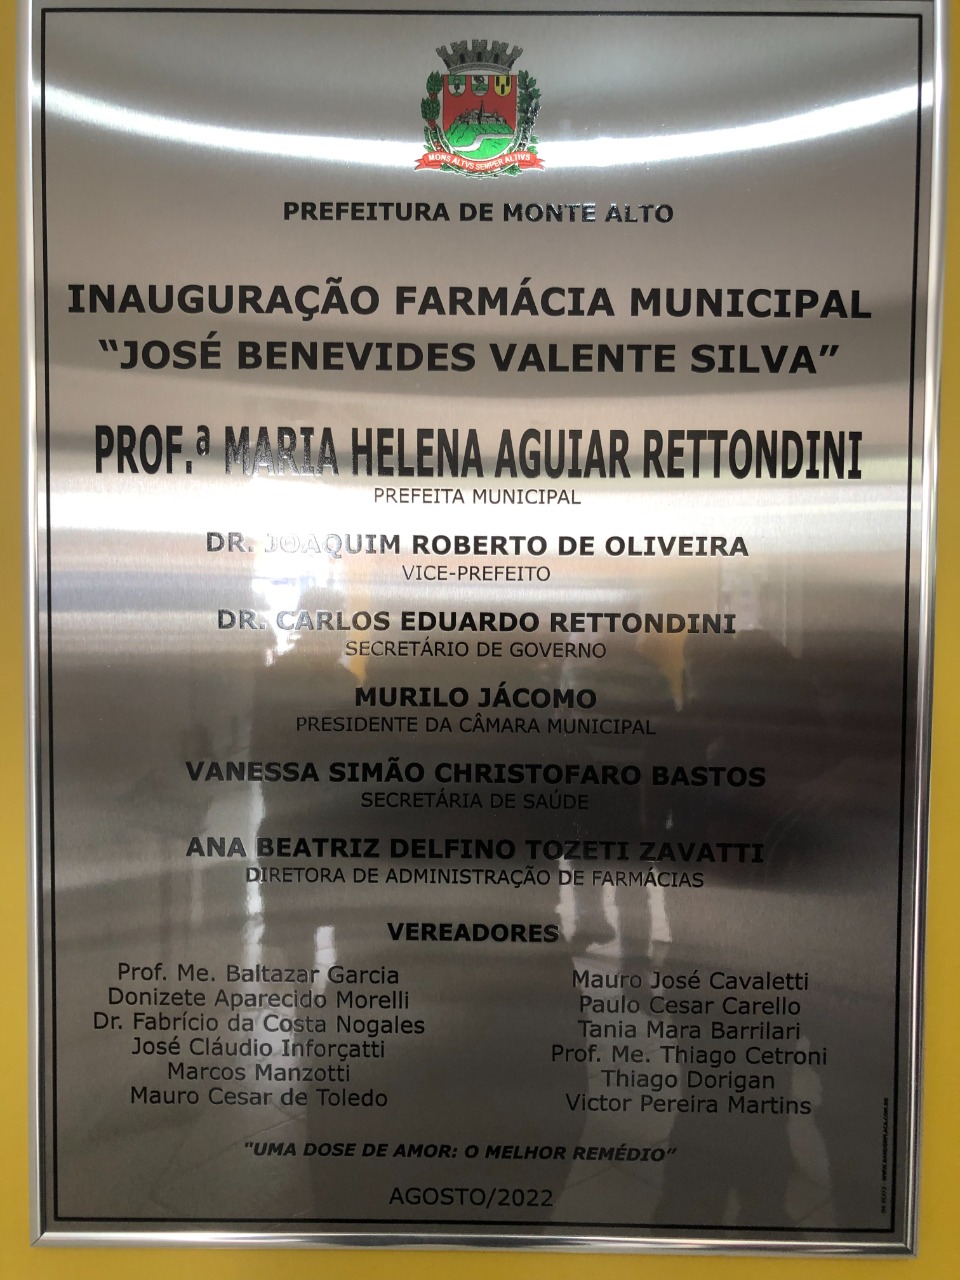 MONS ALTVS SEMPER ALTIVS
PREFEITURA DE MONTE ALTO
INAUGURAÇÃO FARMÁCIA MUNICIPAL
“JOSÉ BENEVIDES VALENTE SILVA”
PROF.ª MARIA HELENA AGUIAR RETTONDINI
PREFEITA MUNICIPAL
DR. JOAQUIM ROBERTO DE OLIVEIRA
VICE-PREFEITO
DR. CARLOS EDUARDO RETTONDINI
SECRETÁRIO DE GOVERNO
MURILO JÁCOMO
PRESIDENTE DA CÂMARA MUNICIPAL
VANESSA SIMÃO CHRISTOFARO BASTOS
SECRETÁRIA DE SAÚDE
ANA BEATRIZ DELFINO TOZETI ZAVATTI
DIRETORA DE ADMINISTRAÇÃO DE FARMÁCIAS
VEREADORES
Prof. Me. Baltazar Garcia
Donizete Aparecido Morelli
Dr. Fabrício da Costa Nogales
José Cláudio Inforçatti
Marcos Manzotti
Mauro Cesar de Toledo
Mauro José Cavaletti
Paulo Cesar Carello
Tania Mara Barrilari
Prof. Me. Thiago Cetroni
Thiago Dorigan
Victor Pereira Martins
"UMA DOSE DE AMOR: O MELHOR REMÉDIO”
AGOSTO/2022